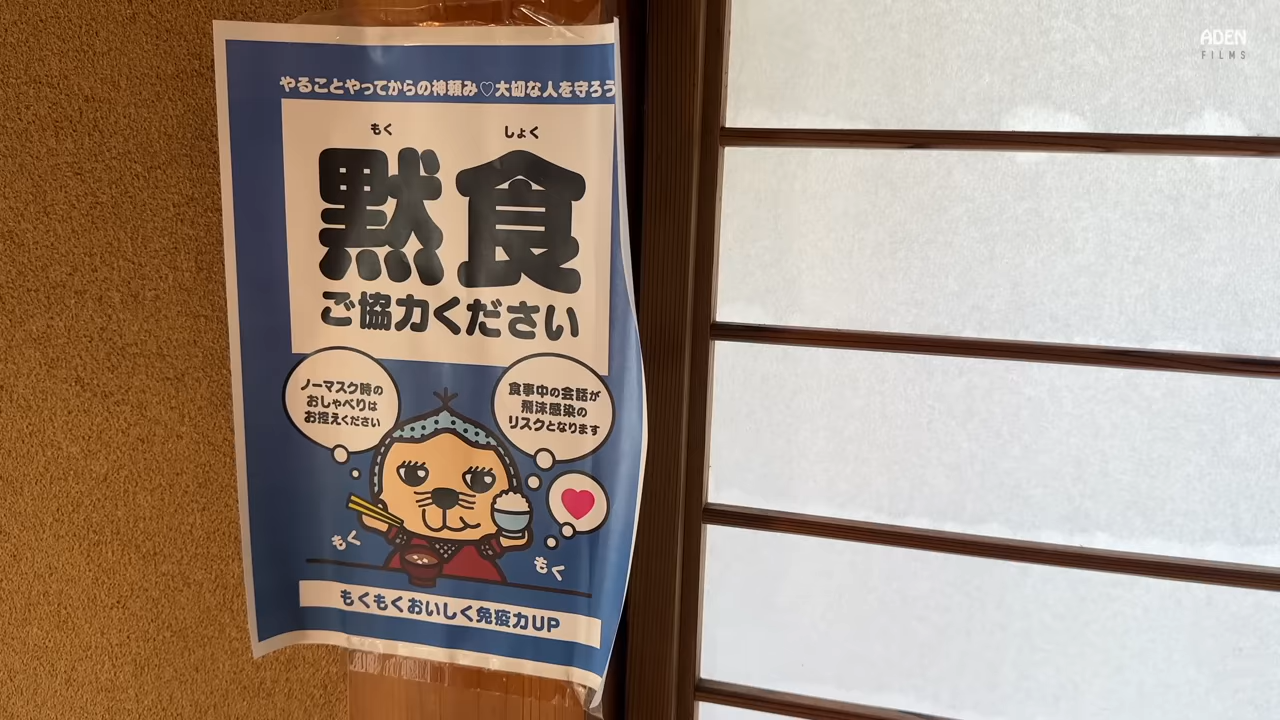 ADEN
FILMS
やることやってからの神頼み♡大切な人を守ろう
もく しょく
黙食
ご協力ください
ノーマスク時の
おしゃべりは
お控えください
食事中の会話が
飛沫感染の
リスクとなります
もく
もく
もくもくおいしく免疫力UP